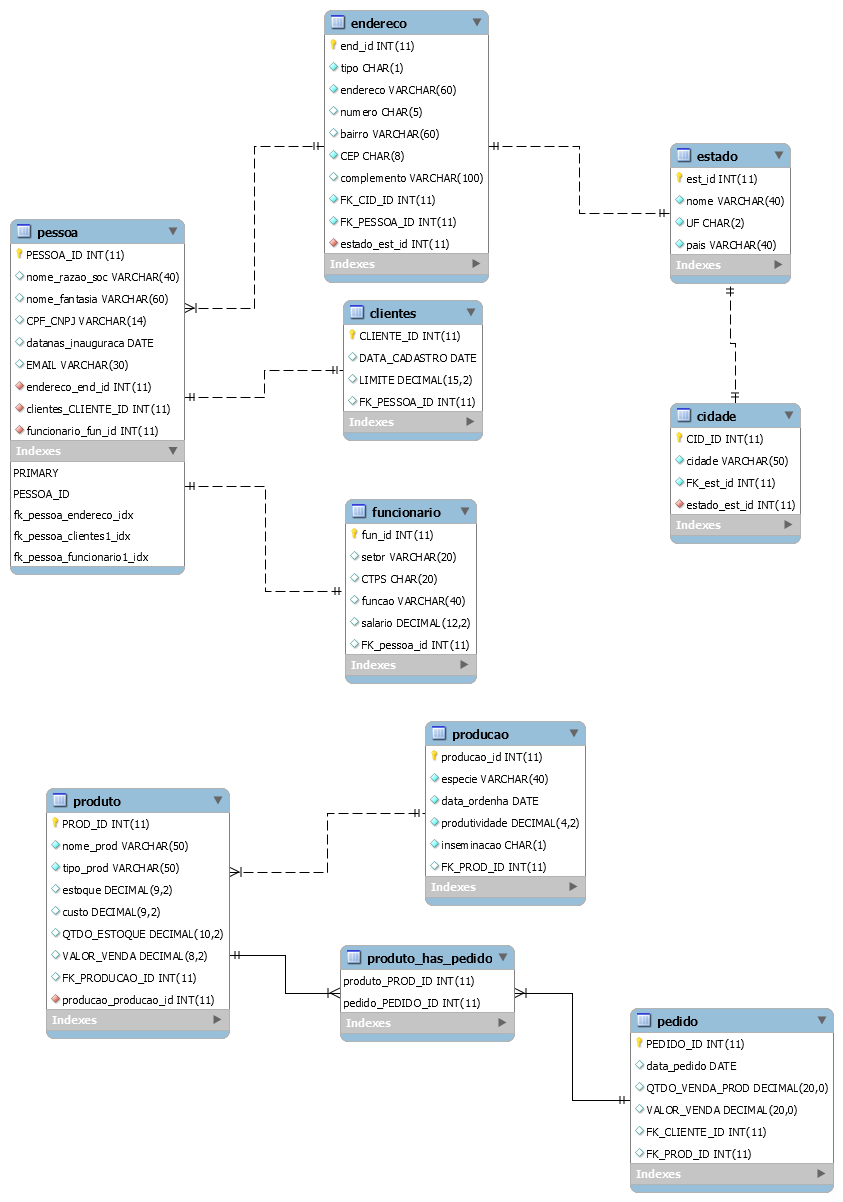 endereco
end_id INT(11)
tipo CHAR(1)
endereco VARCHAR(60)
numero CHAR(5)
bairro VARCHAR(60)
CEP CHAR(8)
complemento VARCHAR(100)
FK_CID_ID INT(11)
FK_PESSOA_ID INT(11)
estado_est_id INT(11)
Indexes
estado
est_id INT(11)
nome VARCHAR(40)
UF CHAR(2)
pais VARCHAR(40)
Indexes
pessoa
PESSOA_ID INT(11)
nome_razao_soc VARCHAR(40)
nome_fantasia VARCHAR(60)
CPF_CNPJ VARCHAR(14)
datanas_inauguraca DATE
EMAIL VARCHAR(30)
endereco_end_id INT(11)
clientes_CLIENTE_ID INT(11)
funcionario_fun_id INT(11)
Indexes
PRIMARY
PESSOA_ID
fk_pessoa_endereco_idx
fk_pessoa_clientes1_idx
fk_pessoa_funcionario1_idx
clientes
CLIENTE_ID INT(11)
DATA_CADASTRO DATE
LIMITE DECIMAL(15,2)
FK_PESSOA_ID INT(11)
Indexes
cidade
CID_ID INT(11)
cidade VARCHAR(50)
FK_est_id INT(11)
estado_est_id INT(11)
Indexes
funcionario
fun_id INT(11)
setor VARCHAR(20)
CTPS CHAR(20)
funcao VARCHAR(40)
salario DECIMAL(12,2)
FK_pessoa_id INT(11)
Indexes
producao
producao_id INT(11)
especie VARCHAR(40)
data_ordenha DATE
produtividade DECIMAL(4,2)
inseminacao CHAR(1)
FK_PROD_ID INT(11)
Indexes
produto
PROD_ID INT(11)
nome_prod VARCHAR(50)
tipo_prod VARCHAR(50)
estoque DECIMAL(9,2)
custo DECIMAL(9,2)
QTDO_ESTOQUE DECIMAL(10,2)
VALOR_VENDA DECIMAL(8,2)
FK_PRODUCAO_ID INT(11)
producao_producao_id INT(11)
Indexes
produto_has_pedido
produto_PROD_ID INT(11)
pedido_PEDIDO_ID INT(11)
Indexes
pedido
PEDIDO_ID INT(11)
data_pedido DATE
QTDO_VENDA_PROD DECIMAL(20,0)
VALOR_VENDA DECIMAL(20,0)
FK_CLIENTE_ID INT(11)
FK_PROD_ID INT(11)
Indexes